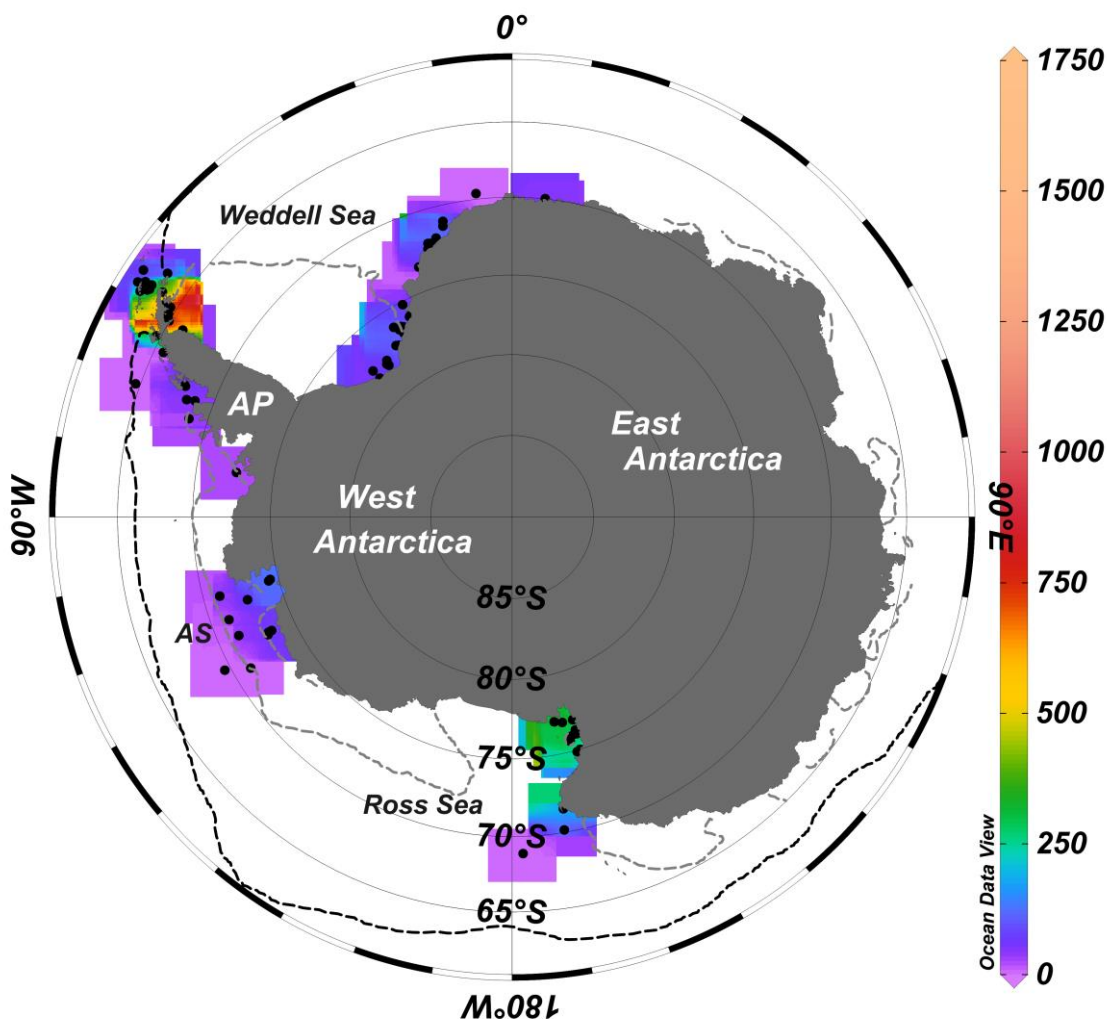 0°
Weddell Sea
AP
East
Antarctica
West
Antarctica
90°W
90°E
AS
85°S
80°S
75°S
70°S
65°S
Ross Sea
180°W
1750
1500
1250
1000
750
500
250
0
Ocean Data View